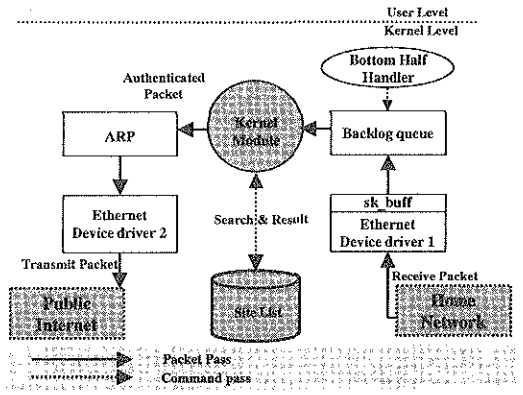 User Level
Kernel Level
Bottom Half
Handler
Authenticated
Packet
Kernel
Module
ARP
Backlog queue
sk_buff
Ethernet
Device driver 2
Search & Result
Ethernet
Device driver 1
Transmit Packet
Receive Packet
Public
Internet
Site List
Home
Network
Packet Pass
Command pass